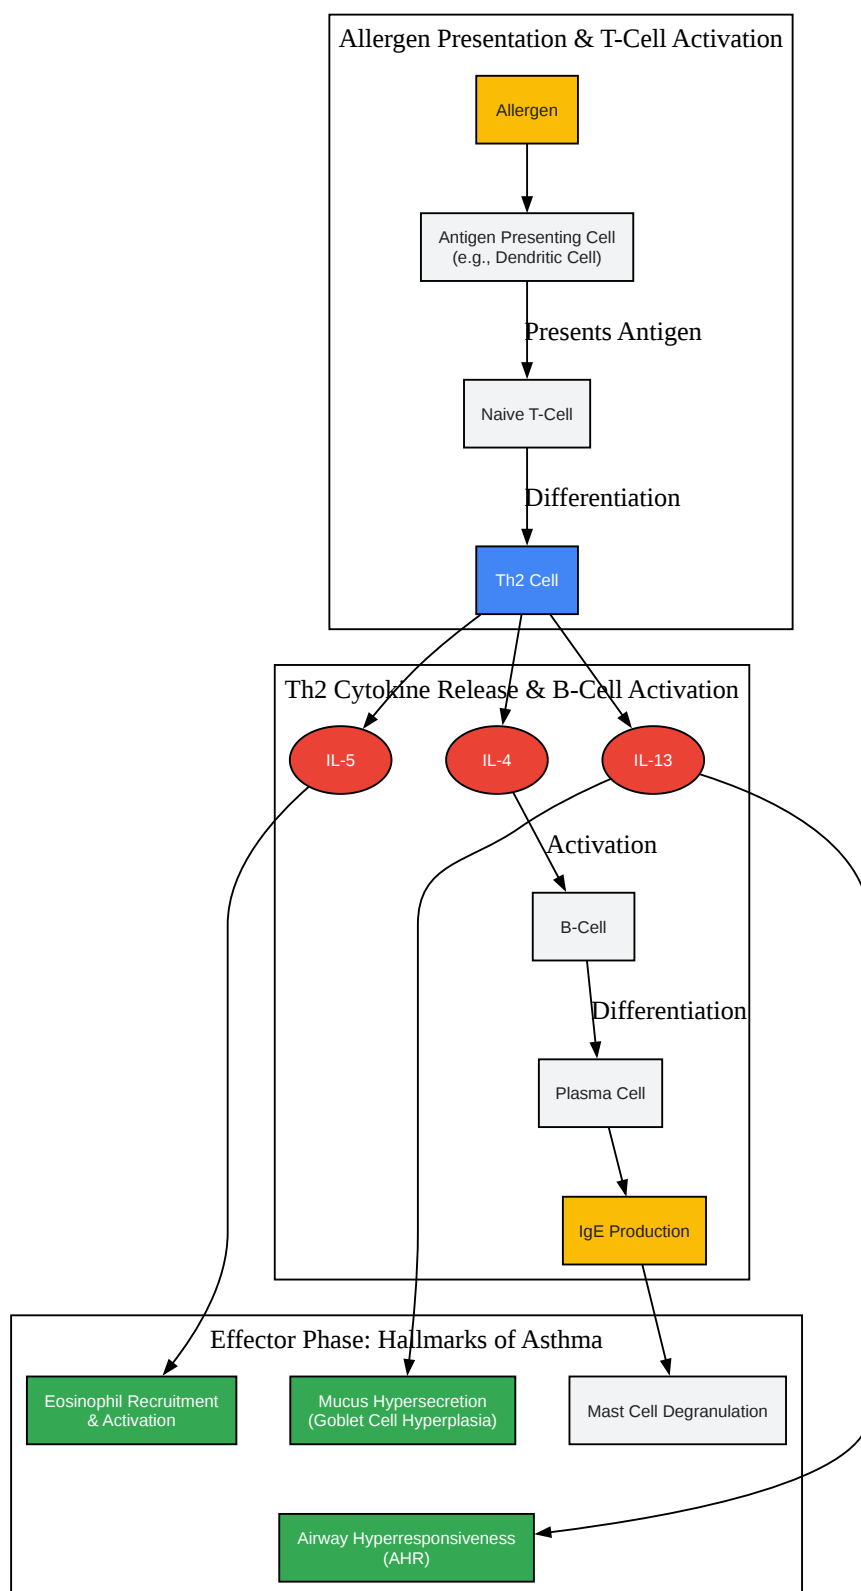 Allergen Presentation & T-Cell Activation
Allergen
Antigen Presenting Cell
(e.g., Dendritic Cell)
Presents Antigen
Naive T-Cell
Differentiation
Th2 Cell
Th2 Cytokine Release & B-Cell Activation
IL-5
IL-4
IL-13
Activation
B-Cell
Differentiation
Plasma Cell
IgE Production
Effector Phase: Hallmarks of Asthma
Eosinophil Recruitment
& Activation
Mucus Hypersecretion
(Goblet Cell Hyperplasia)
Mast Cell Degranulation
Airway Hyperresponsiveness
(AHR)